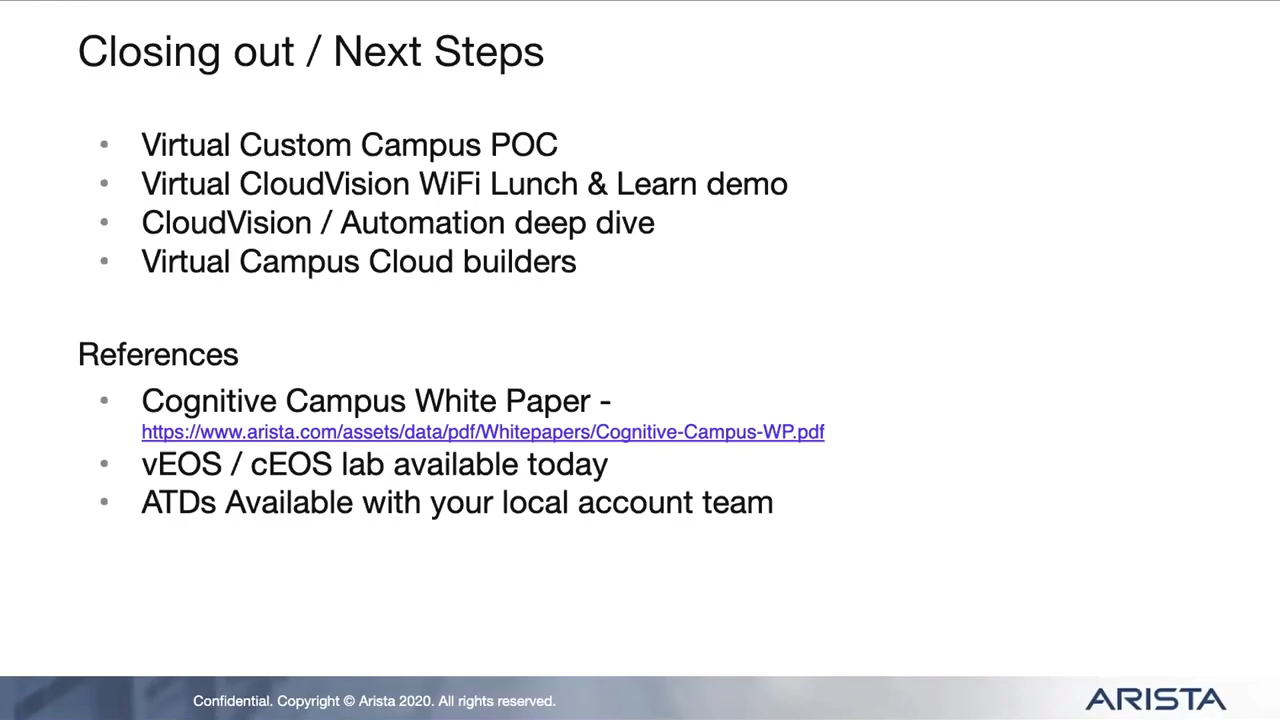 Closing out / Next Steps
• Virtual Custom Campus POC
• Virtual CloudVision WiFi Lunch & Learn demo
• CloudVision / Automation deep dive
• Virtual Campus Cloud builders
References
• Cognitive Campus White Paper -
https://www.arista.com/assets/data/pdf/Whitepapers/Cognitive-Campus-WP.pdf
• vEOS / cEOS lab available today
• ATDs Available with your local account team
Confidential. Copyright © Arista 2020. All rights reserved.
ARISTA